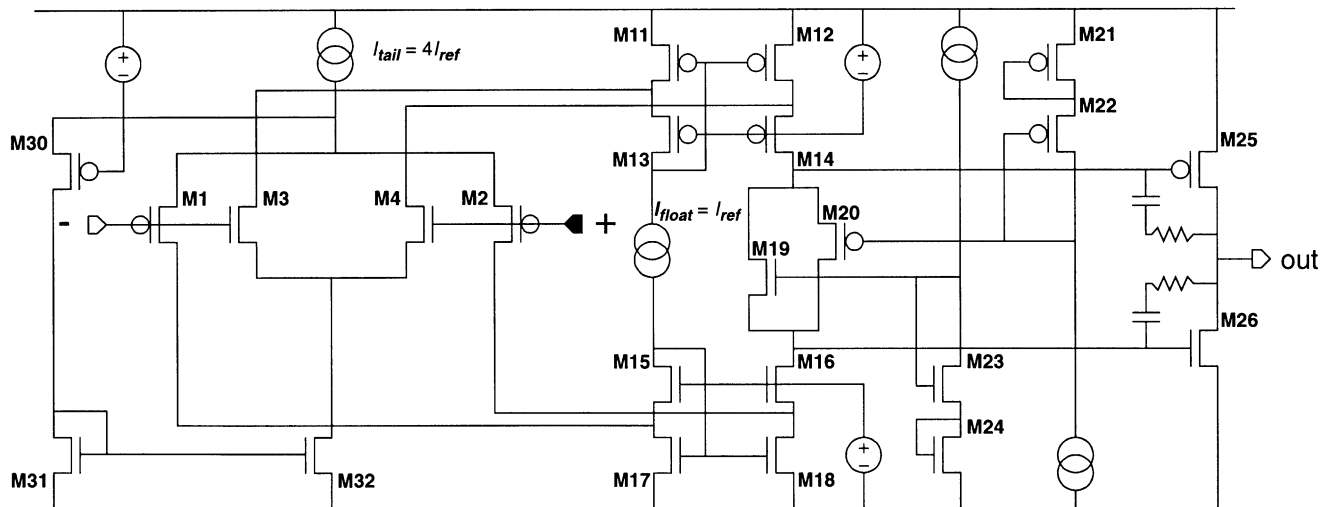 M11
M12
M21
I_tail = 4I_ref
+
-
+
-
M22
M30
M13
M14
M25
M1
M3
M4
M2
-
+
I_float = I_ref
M20
M19
out
M26
M15
M16
M23
M24
+
-
M31
M32
M17
M18